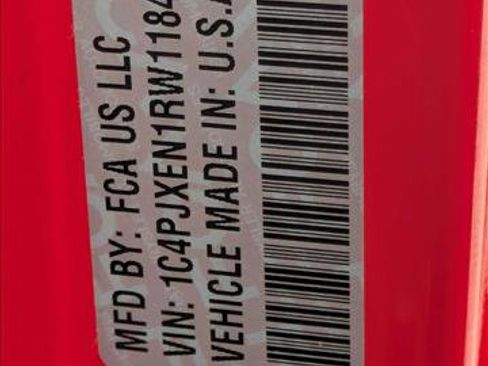 MFD BY: FCA US LLC
VIN: 1C4PJXEN1RW1184
VEHICLE MADE IN: U.S.A